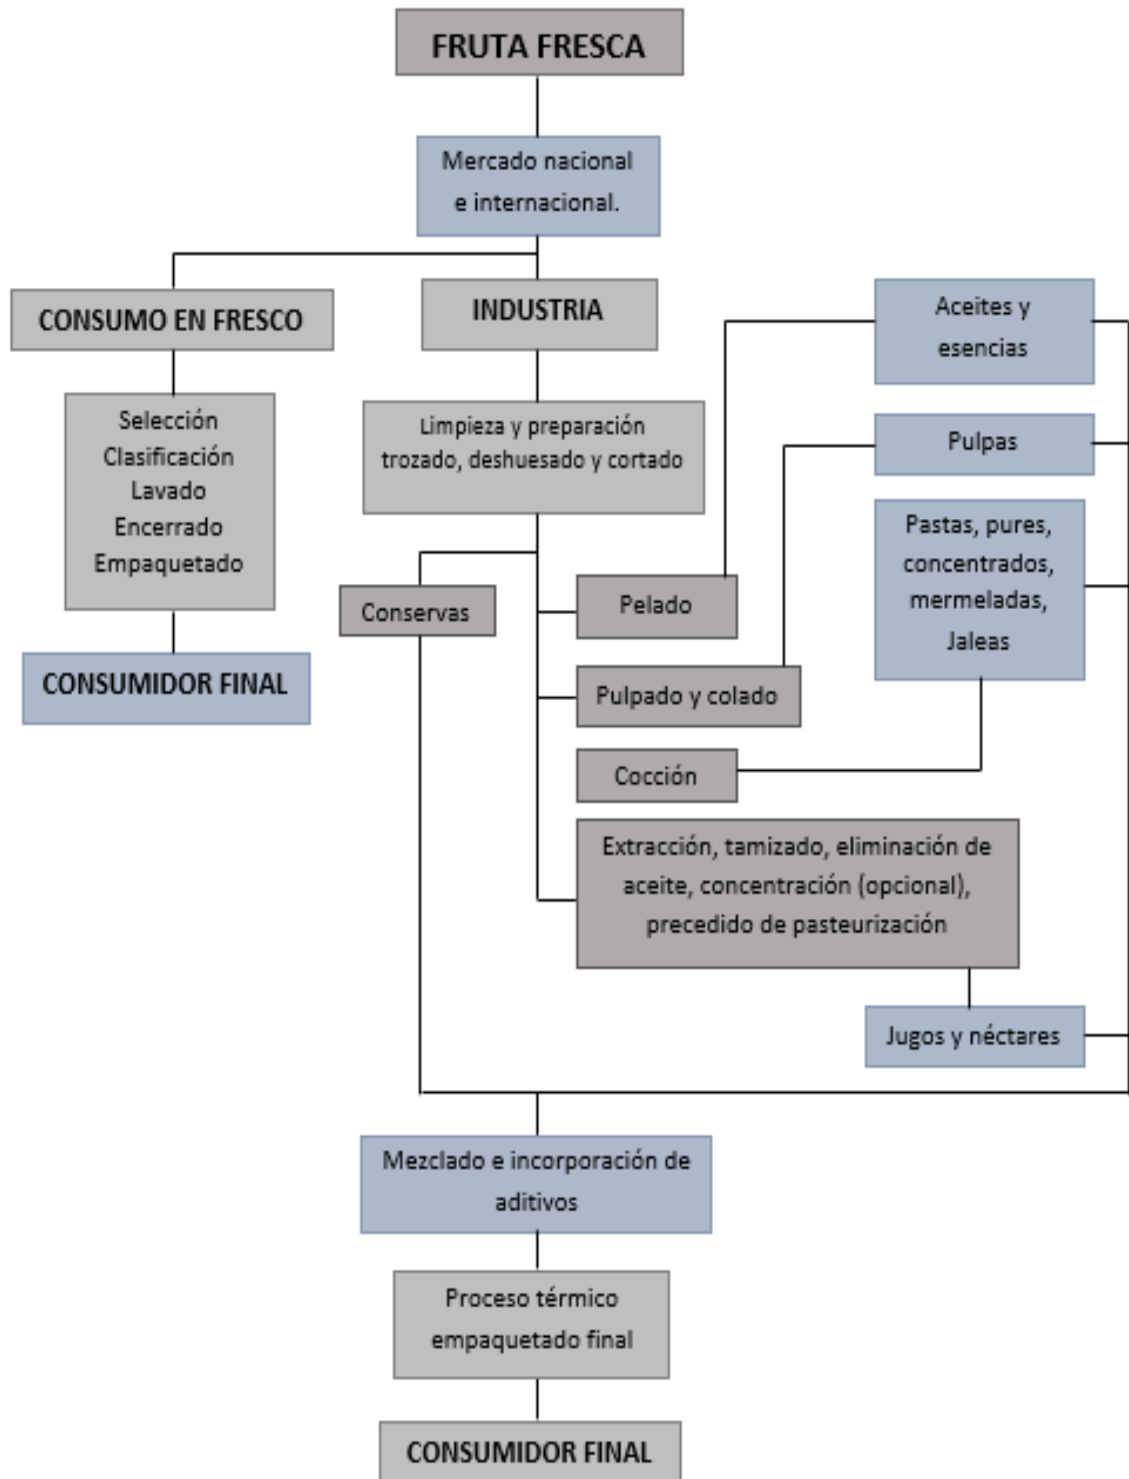 FRUTA FRESCA
Mercado nacional
e internacional.
CONSUMO EN FRESCO
Selección
Clasificación
Lavado
Encerrado
Empaquetado
CONSUMIDOR FINAL
INDUSTRIA
Limpieza y preparación
trozado, deshuesado y cortado
Conservas
Pelado
Pulpado y colado
Cocción
Extracción, tamizado, eliminación de
aceite, concentración (opcional),
precedido de pasteurización
Aceites y
esencias
Pulpas
Pastas, pures,
concentrados,
mermeladas,
Jaleas
Jugos y néctares
Mezclado e incorporación de
aditivos
Proceso térmico
empaquetado final
CONSUMIDOR FINAL